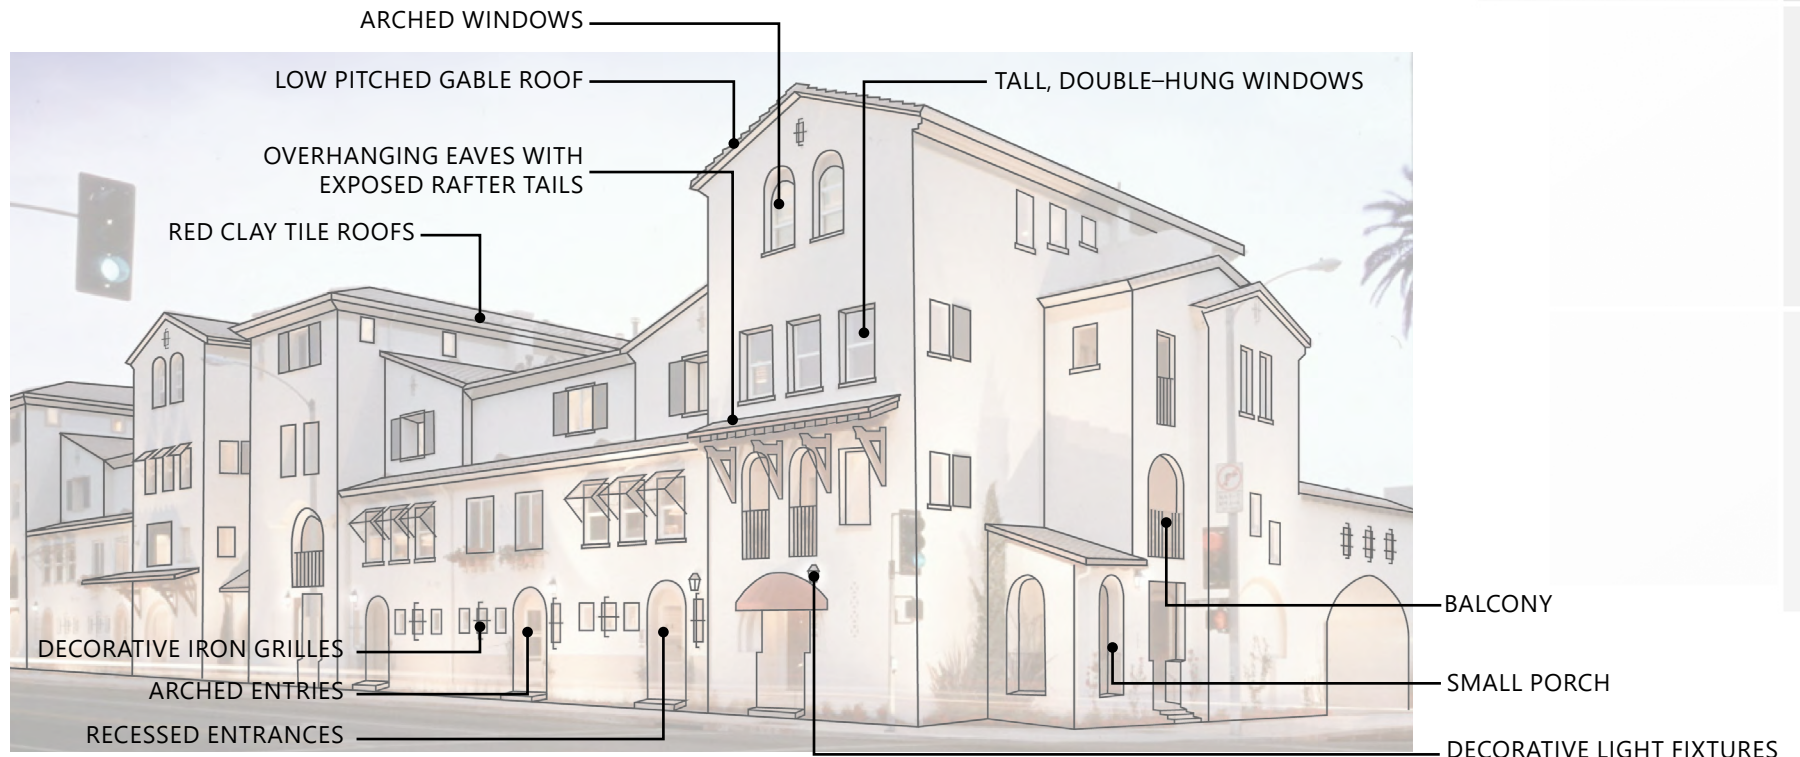 ARCHED WINDOWS
LOW PITCHED GABLE ROOF
TALL, DOUBLE–HUNG WINDOWS
OVERHANGING EAVES WITH
EXPOSED RAFTER TAILS
RED CLAY TILE ROOFS
BALCONY
DECORATIVE IRON GRILLES
SMALL PORCH
ARCHED ENTRIES
RECESSED ENTRANCES
DECORATIVE LIGHT FIXTURES